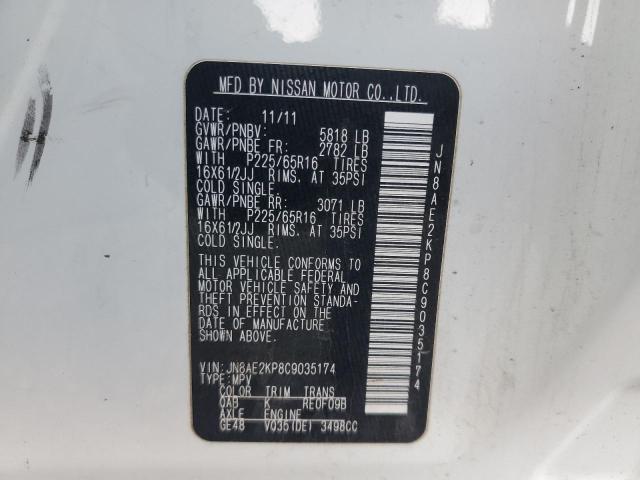 MFD BY NISSAN MOTOR CO.,LTD.
DATE: 11/11
GVWR/PNBV: 5818 LB
GAWR/PNBE FR: 2782 LB
WITH P225/65R16 TIRES
16X61/2JJ RIMS, AT 35PSI
COLD SINGLE.
GAWR/PNBE RR: 3071 LB
WITH P225/65R16 TIRES
16X61/2JJ RIMS, AT 35PSI
COLD SINGLE.
THIS VEHICLE CONFORMS TO
ALL APPLICABLE FEDERAL
MOTOR VEHICLE SAFETY AND
THEFT PREVENTION STANDA-
RDS IN EFFECT ON THE
DATE OF MANUFACTURE
SHOWN ABOVE.
VIN: JN8AE2KP8C9035174
TYPE: MPV
COLOR TRIM TRANS
QAB K RE0F09B
AXLE ENGINE
GE48 VQ35(DE) 3498CC
JN8AE2KP8C9035174